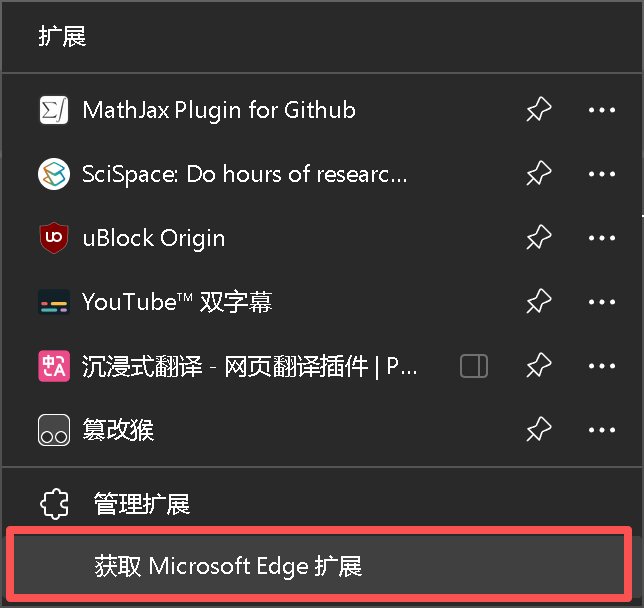 扩展
MathJax Plugin for Github
SciSpace: Do hours of researc...
uBlock Origin
YouTube™ 双字幕
沉浸式翻译 - 网页翻译插件 | P...
篡改猴
管理扩展
获取 Microsoft Edge 扩展